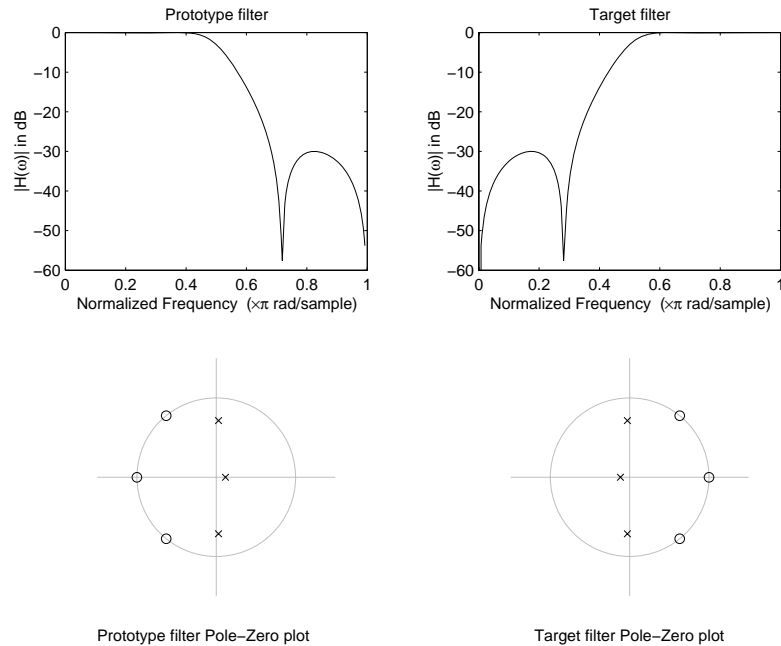 Prototype filter
0
−10
−20
−30
−40
−50
−60
|H(ω)| in dB
0 0.2 0.4 0.6 0.8 1
Normalized Frequency (×π rad/sample)
Target filter
0
−10
−20
−30
−40
−50
−60
|H(ω)| in dB
0 0.2 0.4 0.6 0.8 1
Normalized Frequency (×π rad/sample)
Prototype filter Pole−Zero plot
Target filter Pole−Zero plot